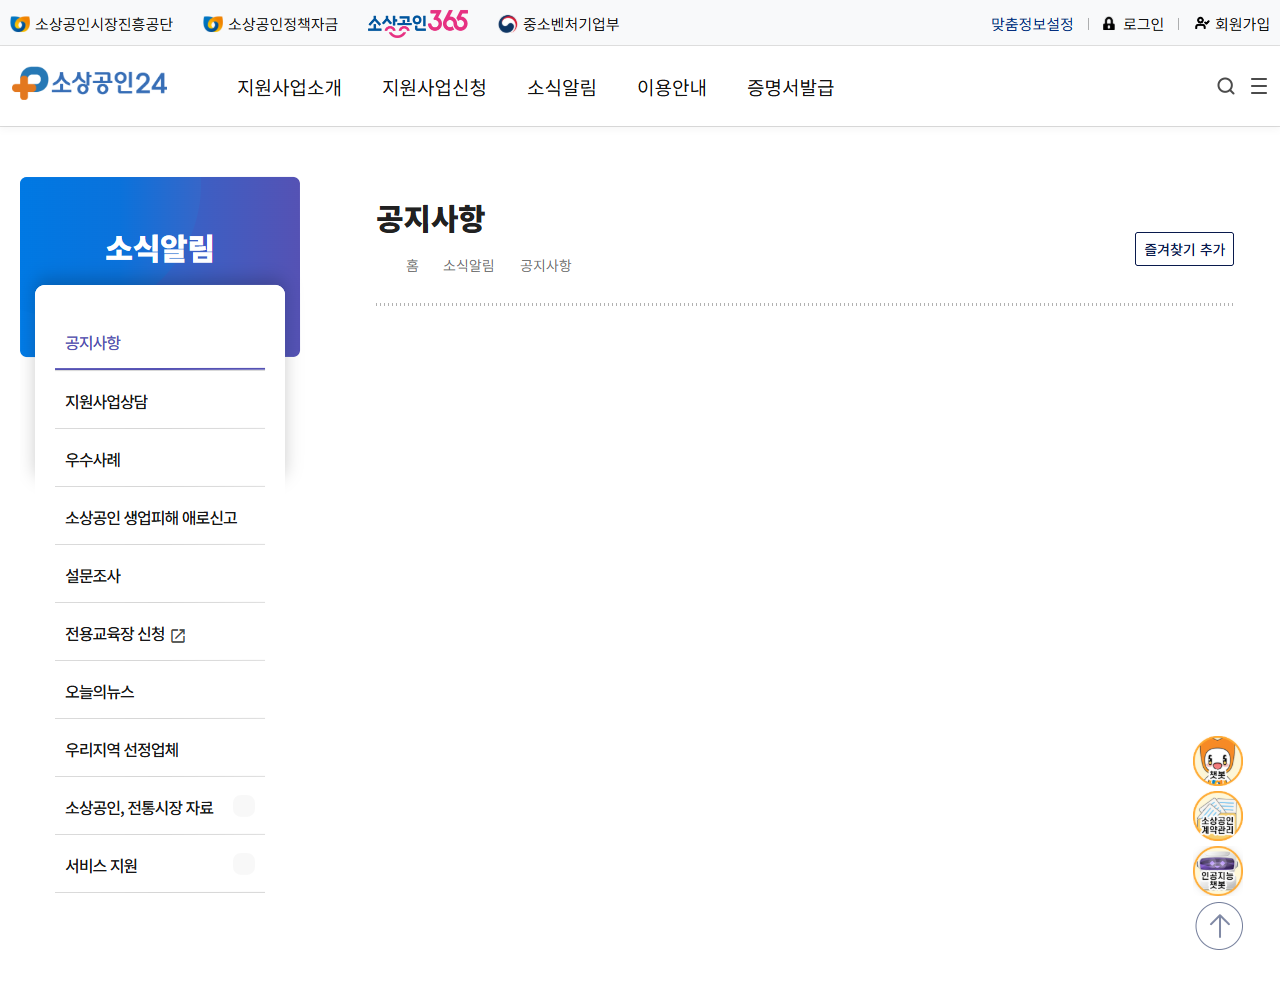 소상공인시장진흥공단
소상공인정책자금
소상공인365
중소벤처기업부
맞춤정보설정
로그인
회원가입
소상공인24
지원사업소개
지원사업신청
소식알림
이용안내
증명서발급
소식알림
공지사항
지원사업상담
우수사례
소상공인 생업피해 애로신고
설문조사
전용교육장 신청
오늘의뉴스
우리지역 선정업체
소상공인, 전통시장 자료
서비스 지원
공지사항
홈
소식알림
공지사항
즐겨찾기 추가
챗봇
소상공인
계약관리
인공지능
챗봇